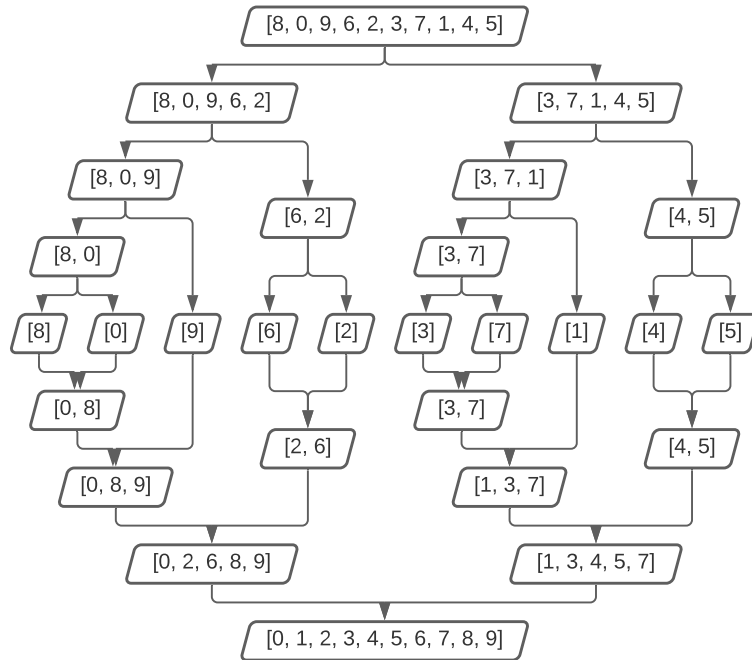 [8, 0, 9, 6, 2, 3, 7, 1, 4, 5]
[8, 0, 9, 6, 2]
[3, 7, 1, 4, 5]
[8, 0, 9]
[3, 7, 1]
[6, 2]
[4, 5]
[8, 0]
[3, 7]
[8]
[0]
[9]
[6]
[2]
[3]
[7]
[1]
[4]
[5]
[0, 8]
[3, 7]
[2, 6]
[4, 5]
[0, 8, 9]
[1, 3, 7]
[0, 2, 6, 8, 9]
[1, 3, 4, 5, 7]
[0, 1, 2, 3, 4, 5, 6, 7, 8, 9]